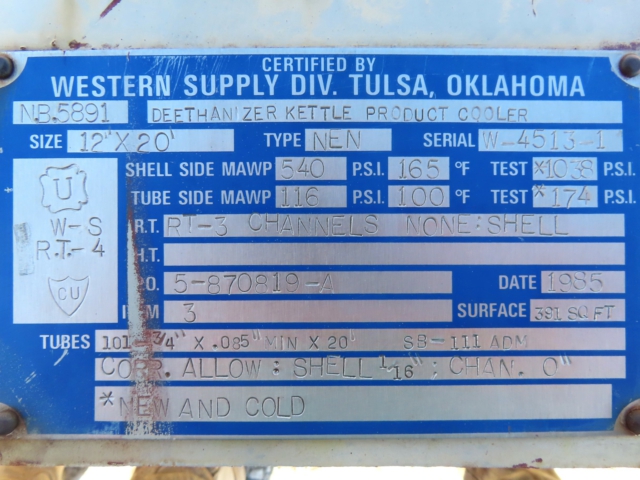 CERTIFIED BY
WESTERN SUPPLY DIV. TULSA, OKLAHOMA
N.B. 5891 DEETHANIZER KETTLE PRODUCT COOLER
SIZE 12" X 20' TYPE NEN SERIAL W-4513-1
SHELL SIDE MAWP 540 P.S.I. 165 °F TEST *1038 P.S.I.
TUBE SIDE MAWP 116 P.S.I. 100 °F TEST *174 P.S.I.
U
W-S
R.T.-4
CU
R.T. RT-3 CHANNELS NONE:SHELL
H.T.
P.O. 5-870819-A DATE 1985
ITEM 3 SURFACE 391 SQ FT
TUBES 101-3/4" X .085" MIN X 20' SB-111 ADM
CORR. ALLOW: SHELL 1/16"; CHAN. 0"
*NEW AND COLD